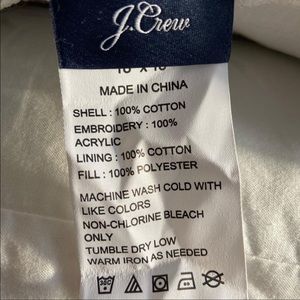 J.Crew
MADE IN CHINA
SHELL : 100% COTTON
EMBROIDERY : 100%
ACRYLIC
LINING : 100% COTTON
FILL : 100% POLYESTER
MACHINE WASH COLD WITH
LIKE COLORS
NON-CHLORINE BLEACH
ONLY
TUMBLE DRY LOW
WARM IRON AS NEEDED